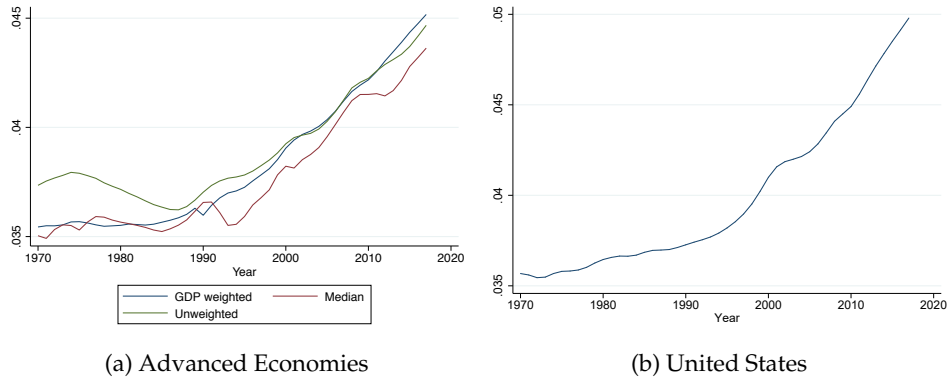 .045
.04
.035
1970 1980 1990 2000 2010 2020
Year
GDP weighted Median
Unweighted
(a) Advanced Economies
.05
.045
.04
.035
1970 1980 1990 2000 2010 2020
Year
(b) United States